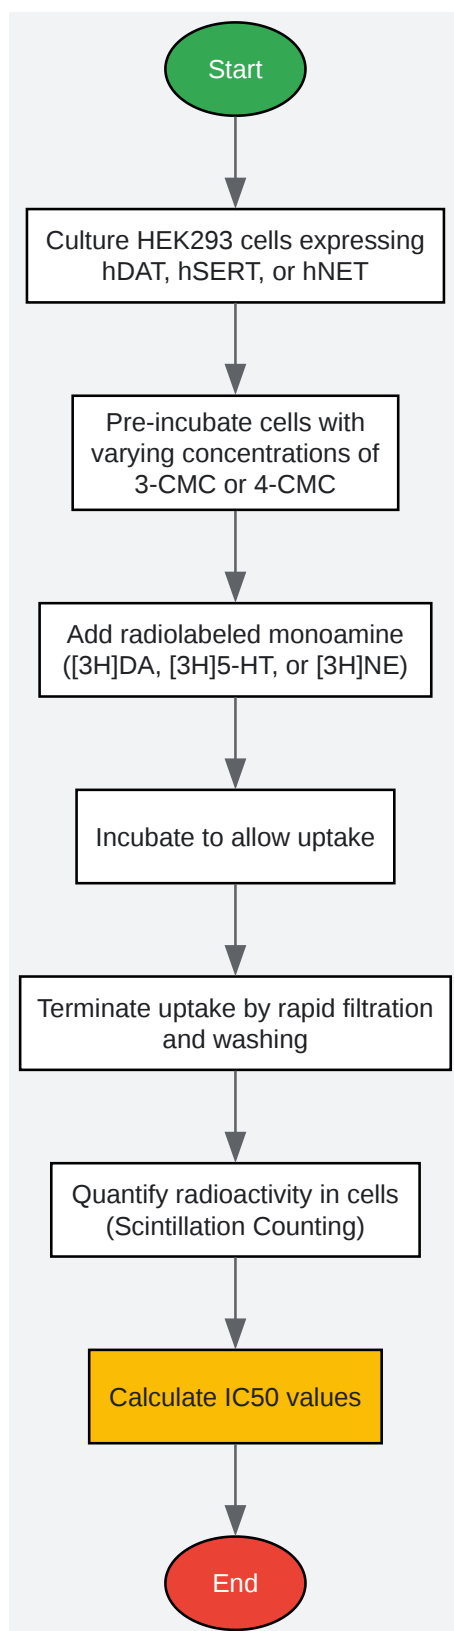 Start
Culture HEK293 cells expressing
hDAT, hSERT, or hNET
Pre-incubate cells with
varying concentrations of
3-CMC or 4-CMC
Add radiolabeled monoamine
([3H]DA, [3H]5-HT, or [3H]NE)
Incubate to allow uptake
Terminate uptake by rapid filtration
and washing
Quantify radioactivity in cells
(Scintillation Counting)
Calculate IC50 values
End